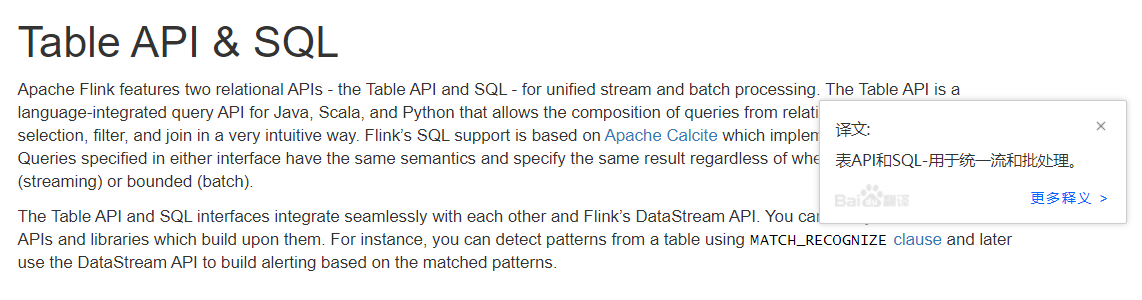 Table API & SQL
Apache Flink features two relational APIs - the Table API and SQL - for unified stream and batch processing. The Table API is a
language-integrated query API for Java, Scala, and Python that allows the composition of queries from
selection, filter, and join in a very intuitive way. Flink’s SQL support is based on Apache Calcite which
Queries specified in either interface have the same semantics and specify the same result regardless of
(streaming) or bounded (batch).
The Table API and SQL interfaces integrate seamlessly with each other and Flink’s DataStream API. You
APIs and libraries which build upon them. For instance, you can detect patterns from a table using MATCH_RECOGNIZE clause and later
use the DataStream API to build alerting based on the matched patterns.
译文: ×
表API和SQL-用于统一流和批处理。
Bai 翻译 更多释义 >